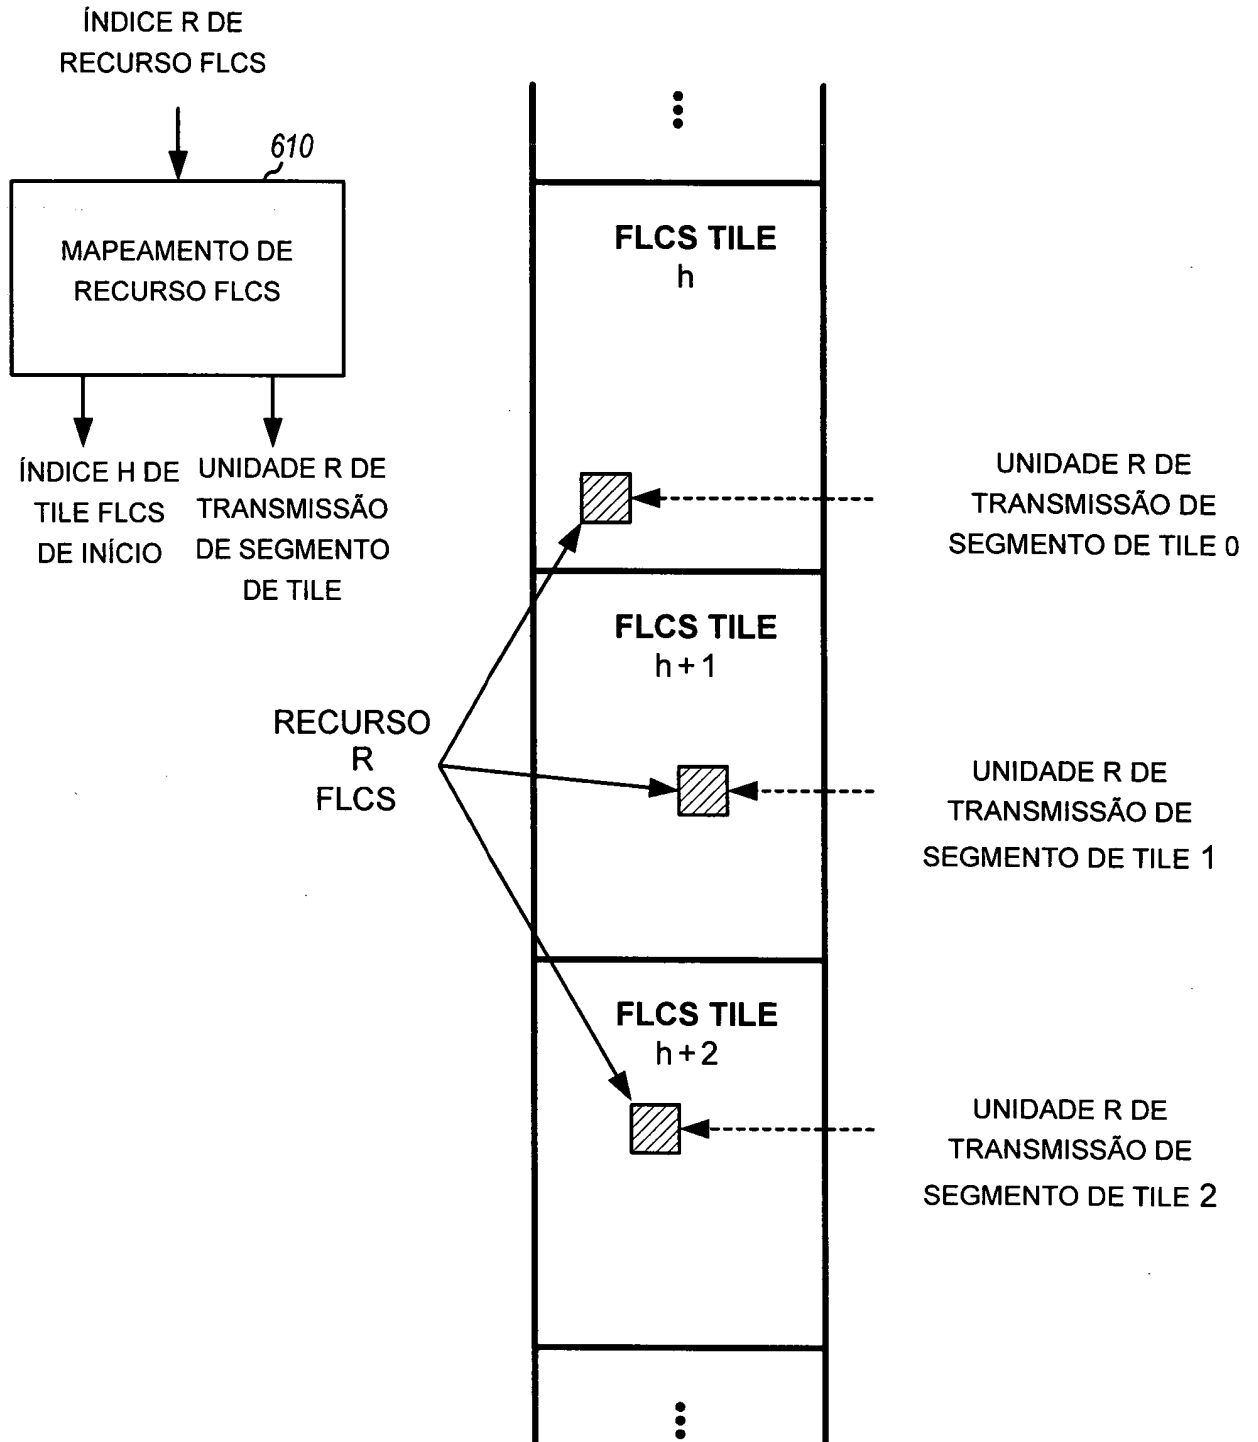 ÍNDICE R DE
RECURSO FLCS
610
MAPEAMENTO DE
RECURSO FLCS
ÍNDICE H DE
TILE FLCS
DE INÍCIO
UNIDADE R DE
TRANSMISSÃO
DE SEGMENTO
DE TILE
FLCS TILE
h
UNIDADE R DE
TRANSMISSÃO DE
SEGMENTO DE TILE 0
FLCS TILE
h+1
RECURSO
R
FLCS
UNIDADE R DE
TRANSMISSÃO DE
SEGMENTO DE TILE 1
FLCS TILE
h+2
UNIDADE R DE
TRANSMISSÃO DE
SEGMENTO DE TILE 2